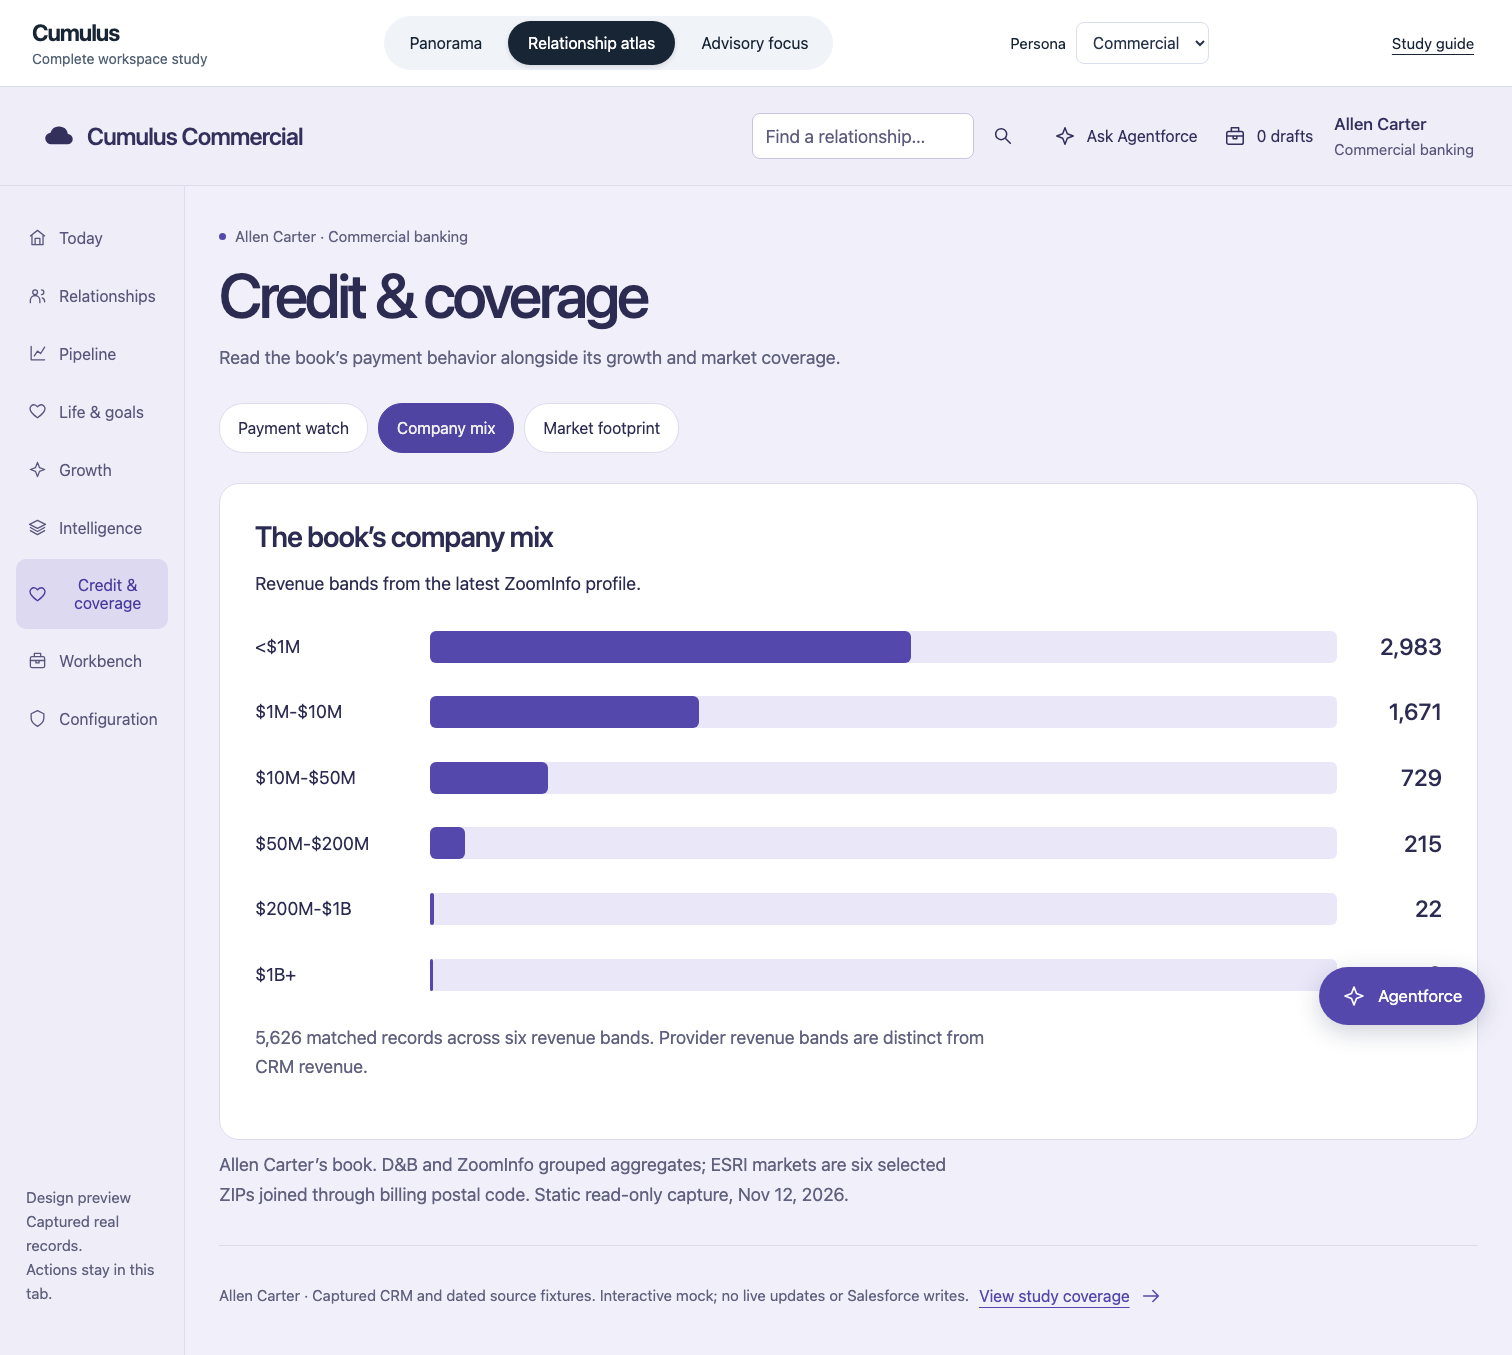 Cumulus
Complete workspace study
Panorama
Relationship atlas
Advisory focus
Persona
Commercial
Study guide
Cumulus Commercial
Find a relationship...
Ask Agentforce
0 drafts
Allen Carter
Commercial banking
Today
Relationships
Pipeline
Life & goals
Growth
Intelligence
Credit &
coverage
Workbench
Configuration
Design preview
Captured real
records.
Actions stay in this
tab.
Allen Carter · Commercial banking
Credit & coverage
Read the book’s payment behavior alongside its growth and market coverage.
Payment watch
Company mix
Market footprint
The book’s company mix
Revenue bands from the latest ZoomInfo profile.
<$1M 2,983
$1M-$10M 1,671
$10M-$50M 729
$50M-$200M 215
$200M-$1B 22
$1B+
Agentforce
5,626 matched records across six revenue bands. Provider revenue bands are distinct from
CRM revenue.
Allen Carter’s book. D&B and ZoomInfo grouped aggregates; ESRI markets are six selected
ZIPs joined through billing postal code. Static read-only capture, Nov 12, 2026.
Allen Carter · Captured CRM and dated source fixtures. Interactive mock; no live updates or Salesforce writes. View study coverage →